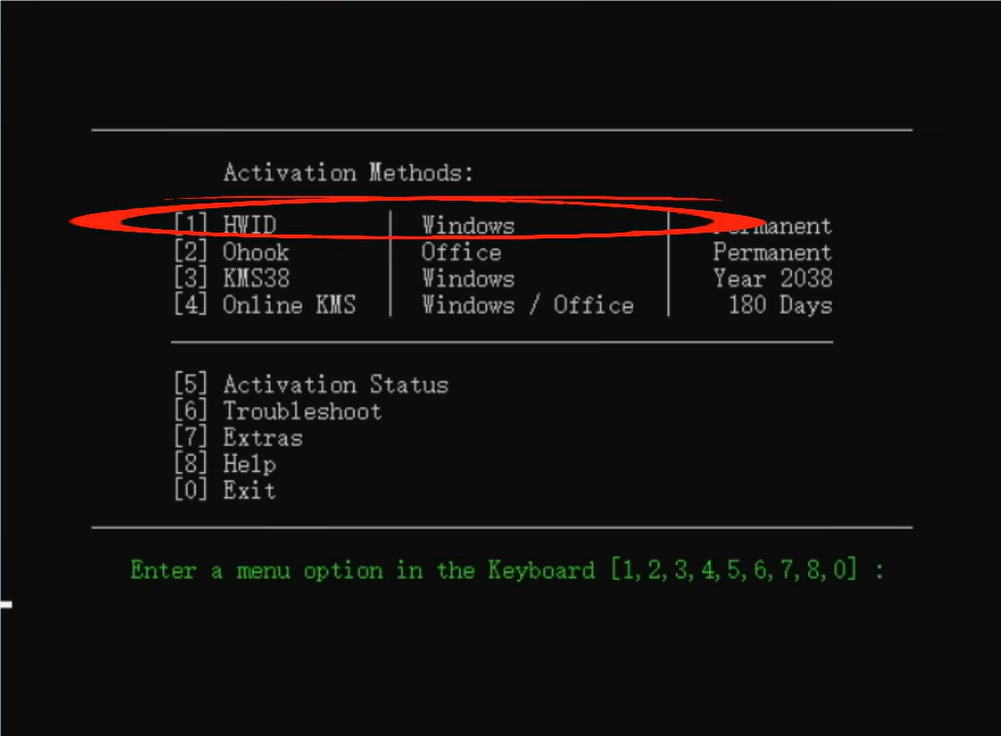 Activation Methods:
[1] HWID | Windows | Permanent
[2] Ohook | Office | Permanent
[3] KMS38 | Windows | Year 2038
[4] Online KMS | Windows / Office | 180 Days
[5] Activation Status
[6] Troubleshoot
[7] Extras
[8] Help
[0] Exit
Enter a menu option in the Keyboard [1,2,3,4,5,6,7,8,0] :